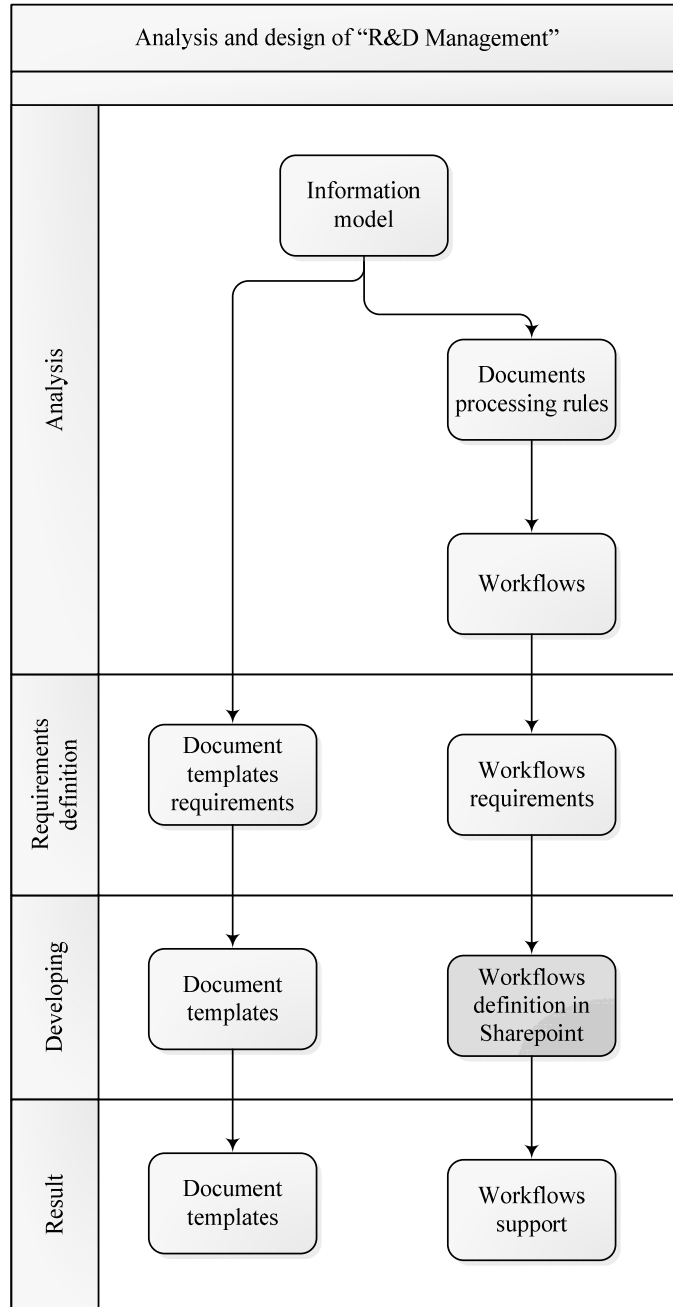 Analysis and design of “R&D Management”
Analysis
Information
model
Documents
processing rules
Workflows
Requirements
definition
Document
templates
requirements
Workflows
requirements
Developing
Document
templates
Workflows
definition in
Sharepoint
Result
Document
templates
Workflows
support